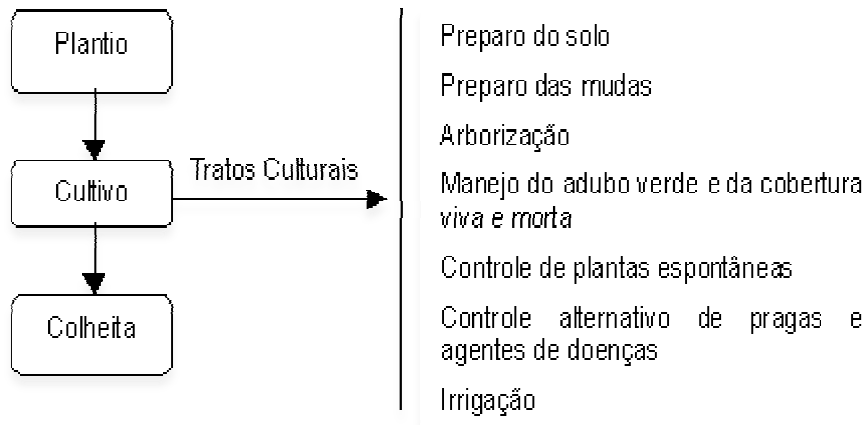 Plantio
Cultivo
Colheita
Tratos Culturais
Preparo do solo
Preparo das mudas
Arborização
Manejo do adubo verde e da cobertura
viva e morta
Controle de plantas espontâneas
Controle alternativo de pragas e
agentes de doenças
Irrigação